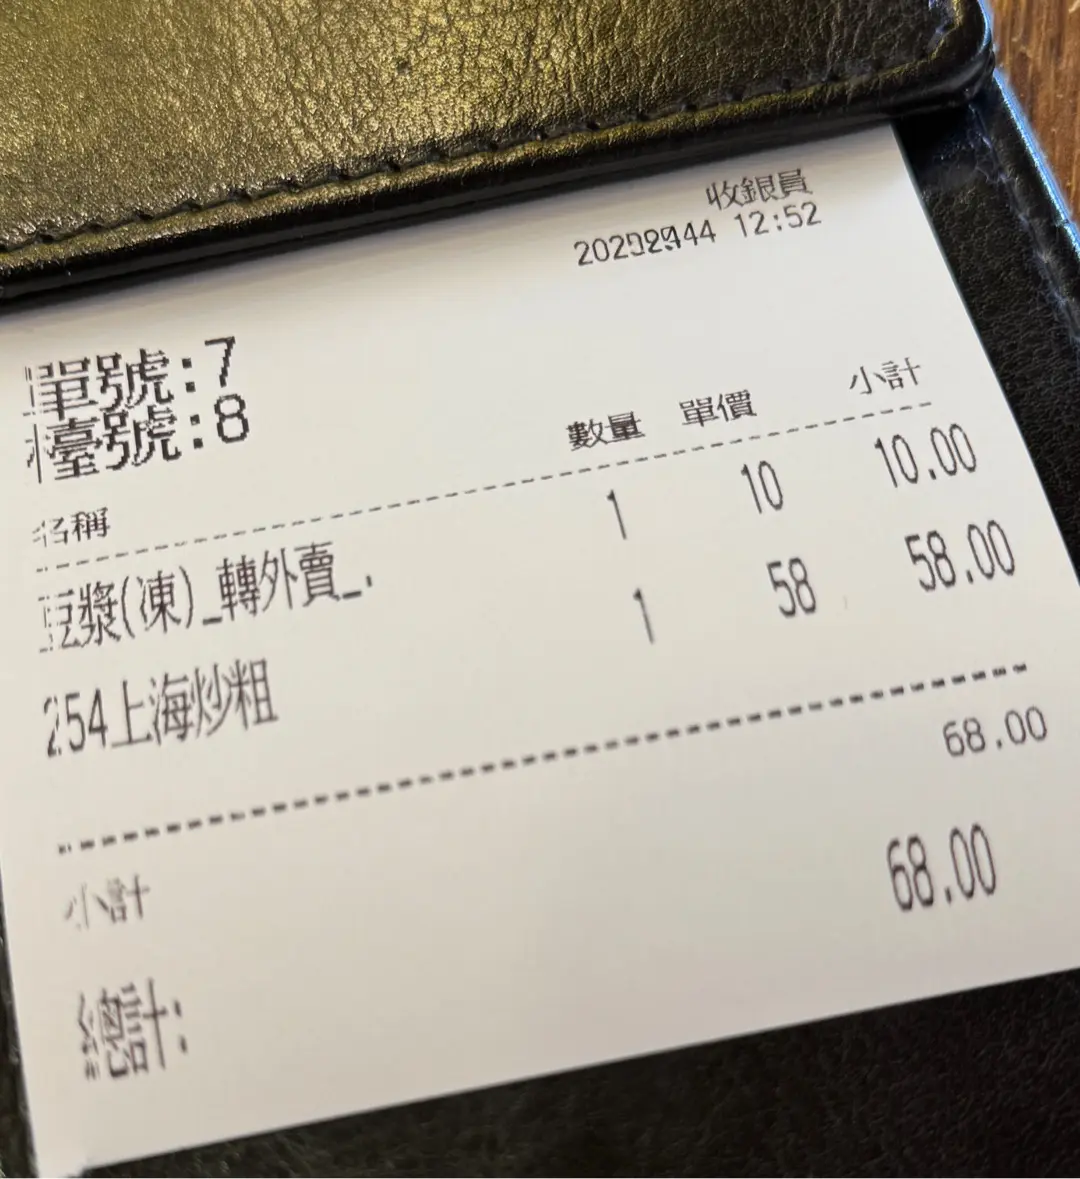 收銀員
12:52
單號:7
檯號:8
名稱 數量 單價 小計
豆漿(凍)_轉外賣_. 1 10 10.00
254上海炒粗 1 58 58.00
小計 68.00
總計: 68.00